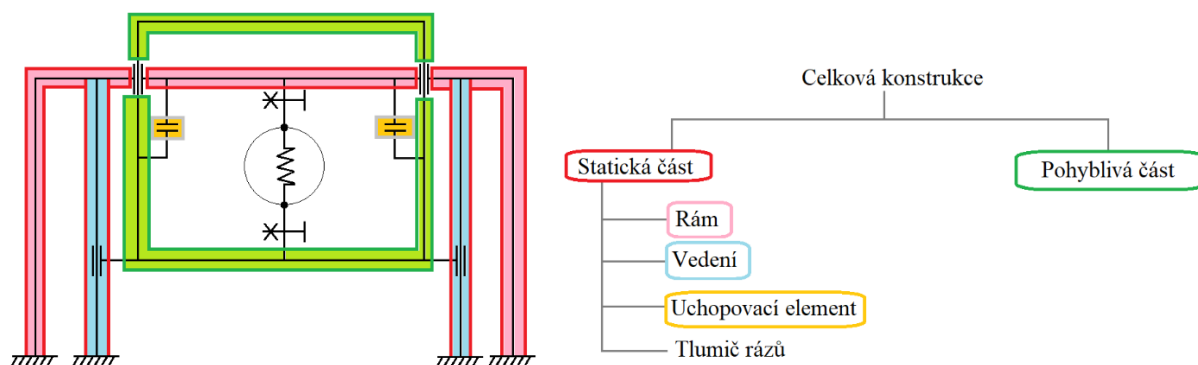 Celková konstrukce
Statická část
Pohyblivá část
Rám
Vedení
Uchopovací element
Tlumič rázů